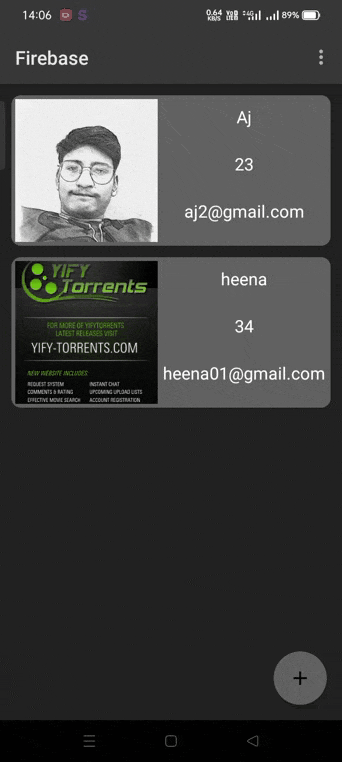 14:06
0.64 KB/S
4G
89%
Firebase
Aj
23
aj2@gmail.com
YIFY
Torrents
FOR MORE OF YIFYTORRENTS
LATEST RELEASES VISIT
YIFY-TORRENTS.COM
NEW WEBSITE INCLUDES:
REQUEST SYSTEM INSTANT CHAT
COMMENTS & RATING UPCOMING UPLOAD LISTS
EFFECTIVE MOVIE SEARCH ACCOUNT REGISTRATION
heena
34
heena01@gmail.com
+